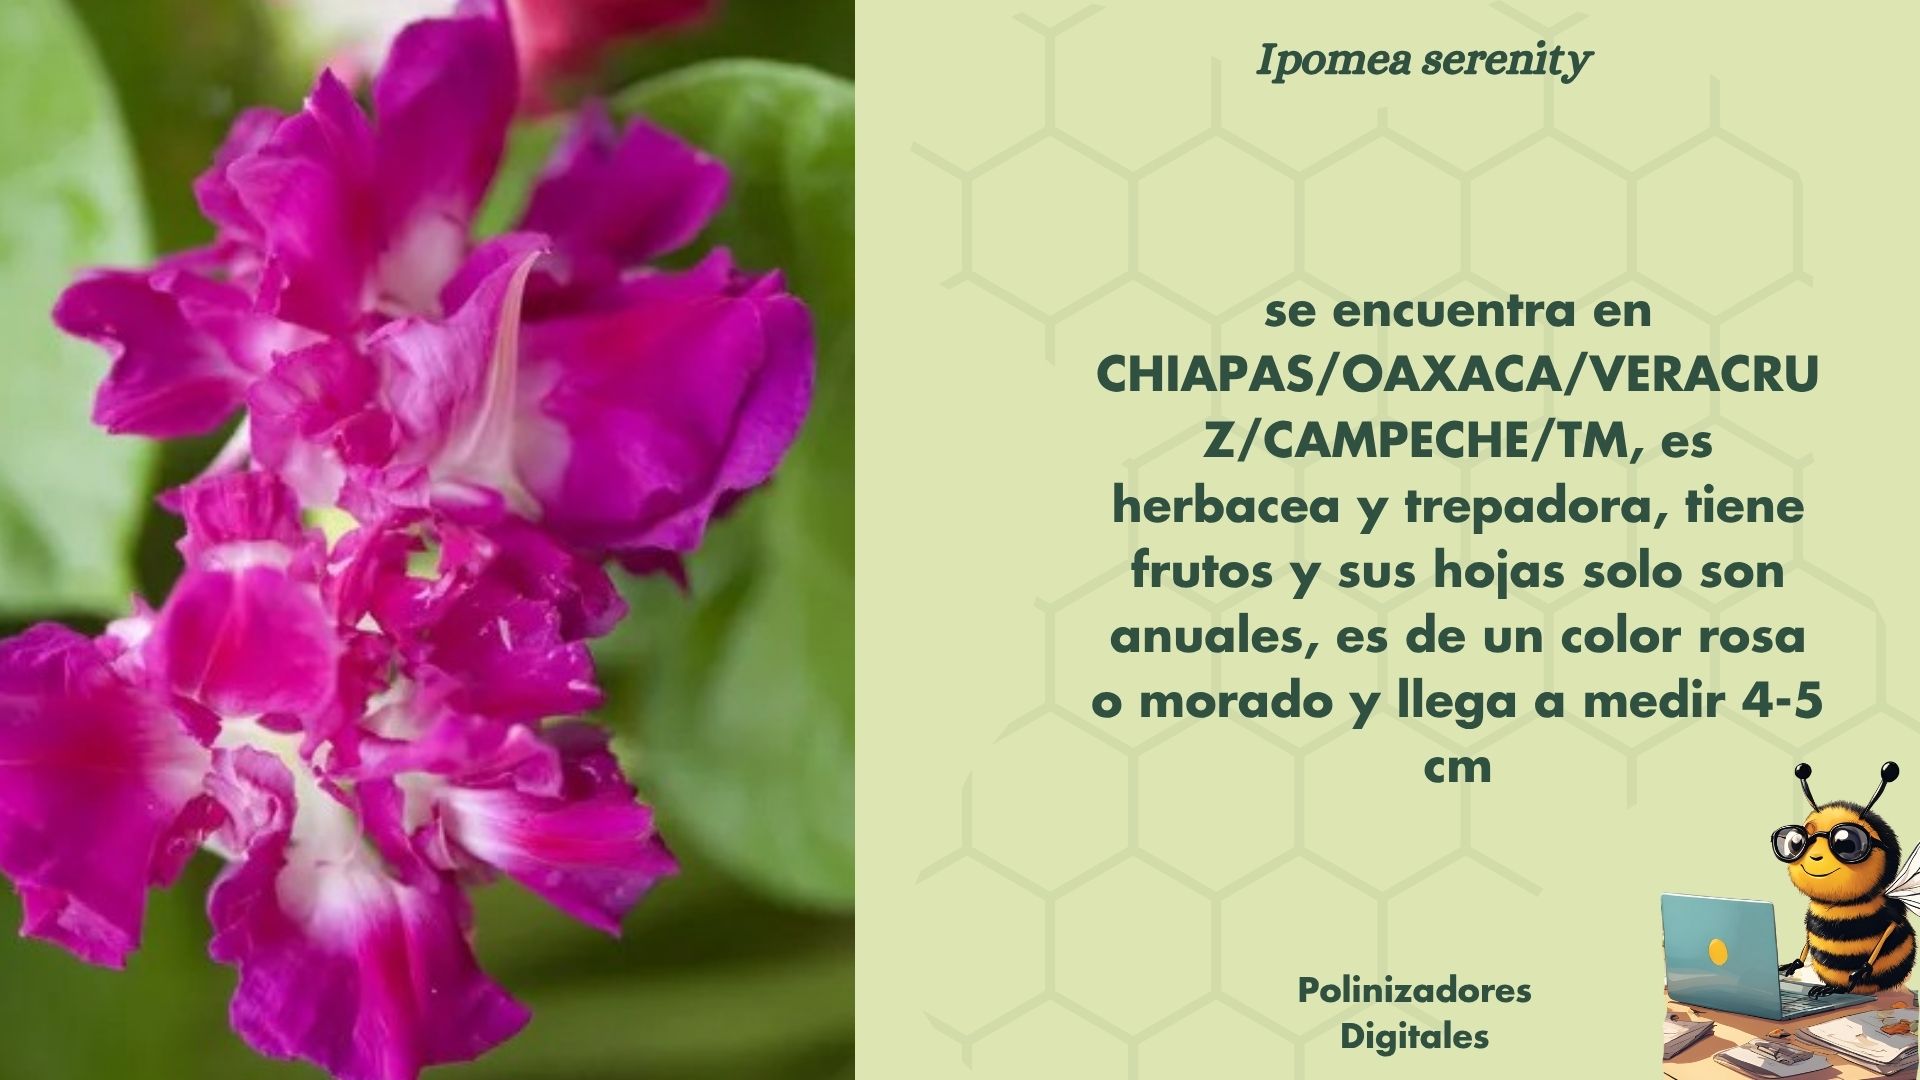 Ipomea serenity
se encuentra en
CHIAPAS/OAXACA/VERACRU
Z/CAMPECHE/TM, es
herbacea y trepadora, tiene
frutos y sus hojas solo son
anuales, es de un color rosa
o morado y llega a medir 4-5
cm
Polinizadores
Digitales